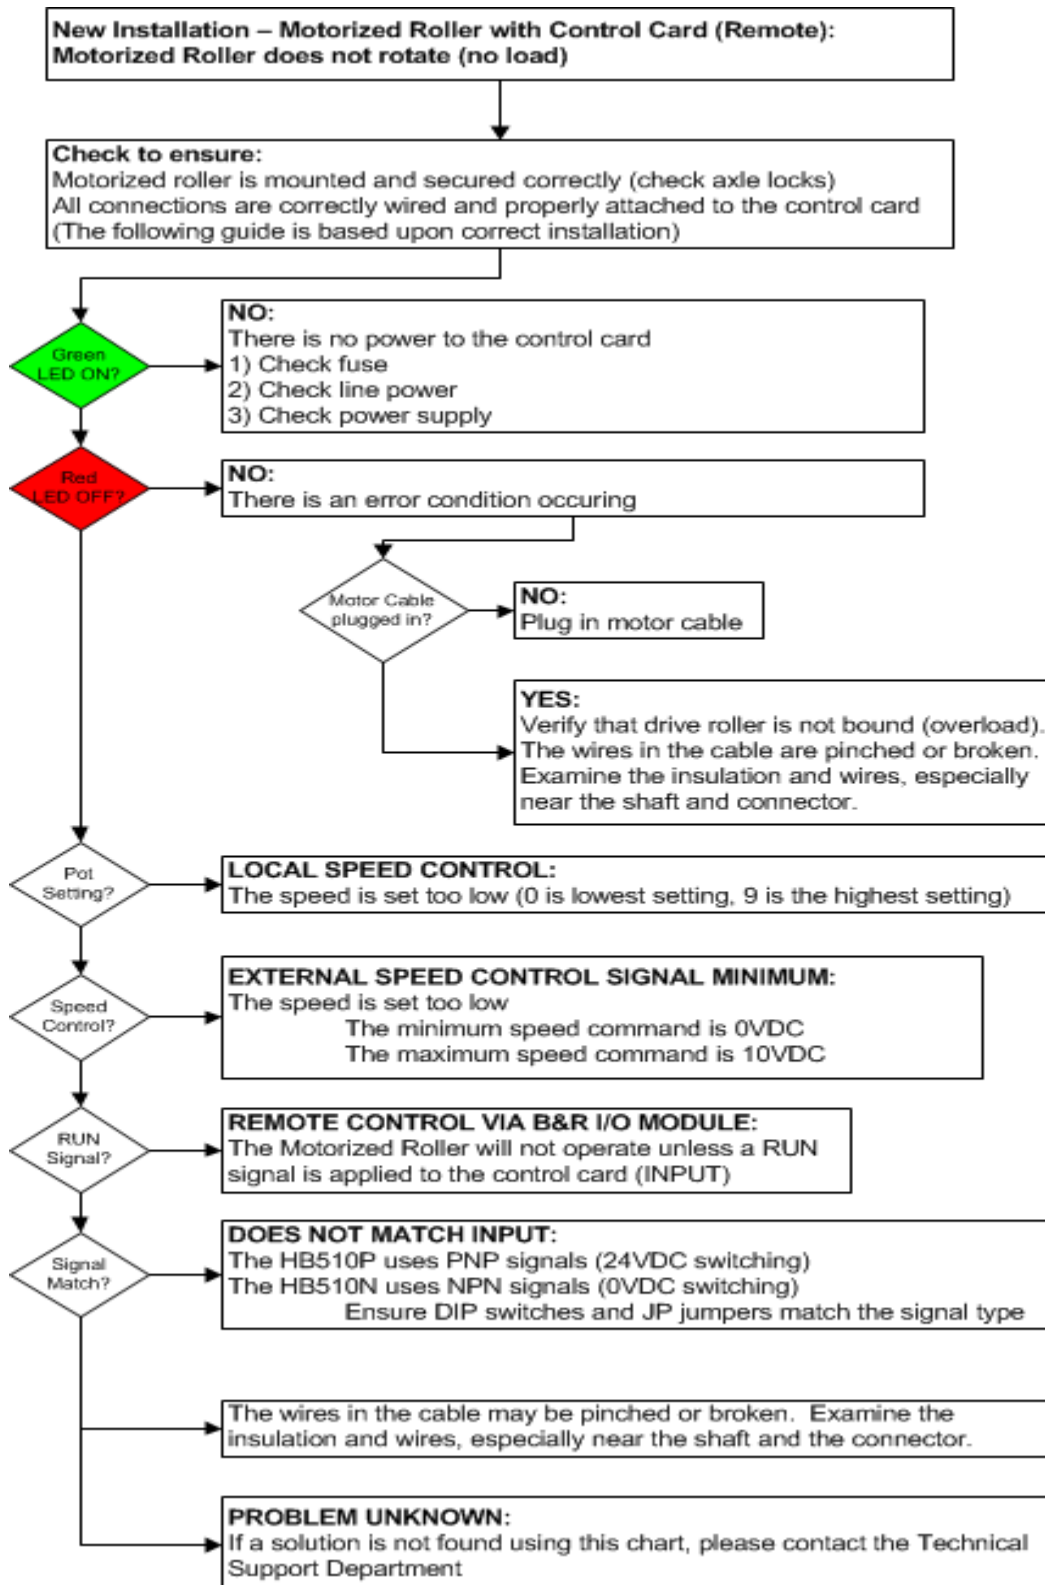 New Installation – Motorized Roller with Control Card (Remote):
Motorized Roller does not rotate (no load)
Check to ensure:
Motorized roller is mounted and secured correctly (check axle locks)
All connections are correctly wired and properly attached to the control card
(The following guide is based upon correct installation)
Green
LED ON?
NO:
There is no power to the control card
1) Check fuse
2) Check line power
3) Check power supply
Red
LED OFF?
NO:
There is an error condition occuring
Motor Cable
plugged in?
NO:
Plug in motor cable
YES:
Verify that drive roller is not bound (overload).
The wires in the cable are pinched or broken.
Examine the insulation and wires, especially
near the shaft and connector.
Pot
Setting?
LOCAL SPEED CONTROL:
The speed is set too low (0 is lowest setting, 9 is the highest setting)
Speed
Control?
EXTERNAL SPEED CONTROL SIGNAL MINIMUM:
The speed is set too low
The minimum speed command is 0VDC
The maximum speed command is 10VDC
RUN
Signal?
REMOTE CONTROL VIA B&R I/O MODULE:
The Motorized Roller will not operate unless a RUN
signal is applied to the control card (INPUT)
Signal
Match?
DOES NOT MATCH INPUT:
The HB510P uses PNP signals (24VDC switching)
The HB510N uses NPN signals (0VDC switching)
Ensure DIP switches and JP jumpers match the signal type
The wires in the cable may be pinched or broken.  Examine the
insulation and wires, especially near the shaft and the connector.
PROBLEM UNKNOWN:
If a solution is not found using this chart, please contact the Technical
Support Department